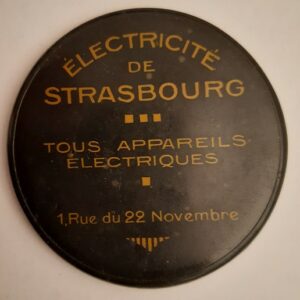 ÉLECTRICITÉ
DE
STRASBOURG
TOUS APPAREILS
ÉLECTRIQUES
1, Rue du 22 Novembre